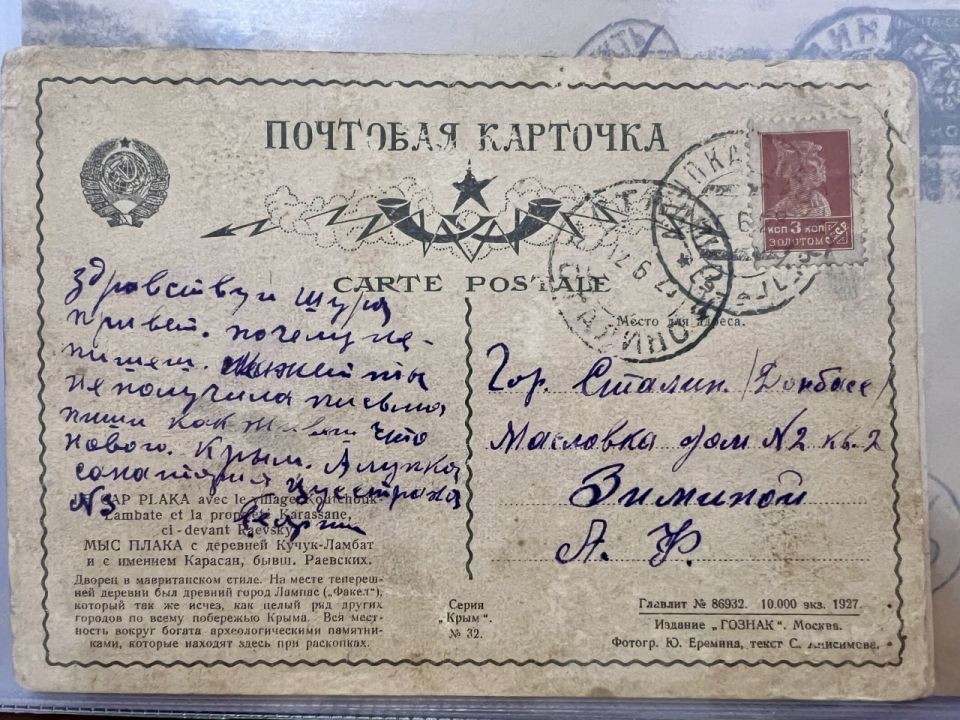 ПОЧТОВАЯ КАРТОЧКА
CARTE POSTALE
КОП 3 КОП
ЗОЛОТОМ
СССР
Здравствуй Шура
привет. почему не-
пишеш. Может ты
не получила письма
пиши как живеш что
нового. Крым. Алупка
санатория Цустраха
№3
CAP PLAKA avec le village Koutchouk-
Lambate et la propriété Karassane,
ci-devant Raevsky
МЫС ПЛАКА с деревней Кучук-Ламбат
и с имением Карасан, бывш. Раевских.
Дворец в мавританском стиле. На месте тепереш-
ней деревни был древний город Лампас („Факел"),
который так же исчез, как целый ряд других
городов по всему побережью Крыма. Вся мест-
ность вокруг богата археологическими памятни-
ками, которые находят здесь при раскопках.
Серия
„Крым".
№ 32.
Место для адреса.
Гор. Сталин /Донбасс/
Масловка дом №2 кв. 2
Зиминой
А. Ф.
Главлит № 86932. 10.000 экз. 1927.
Издание „ГОЗНАК". Москва.
Фотогр. Ю. Еремина, текст С. Анисимова.